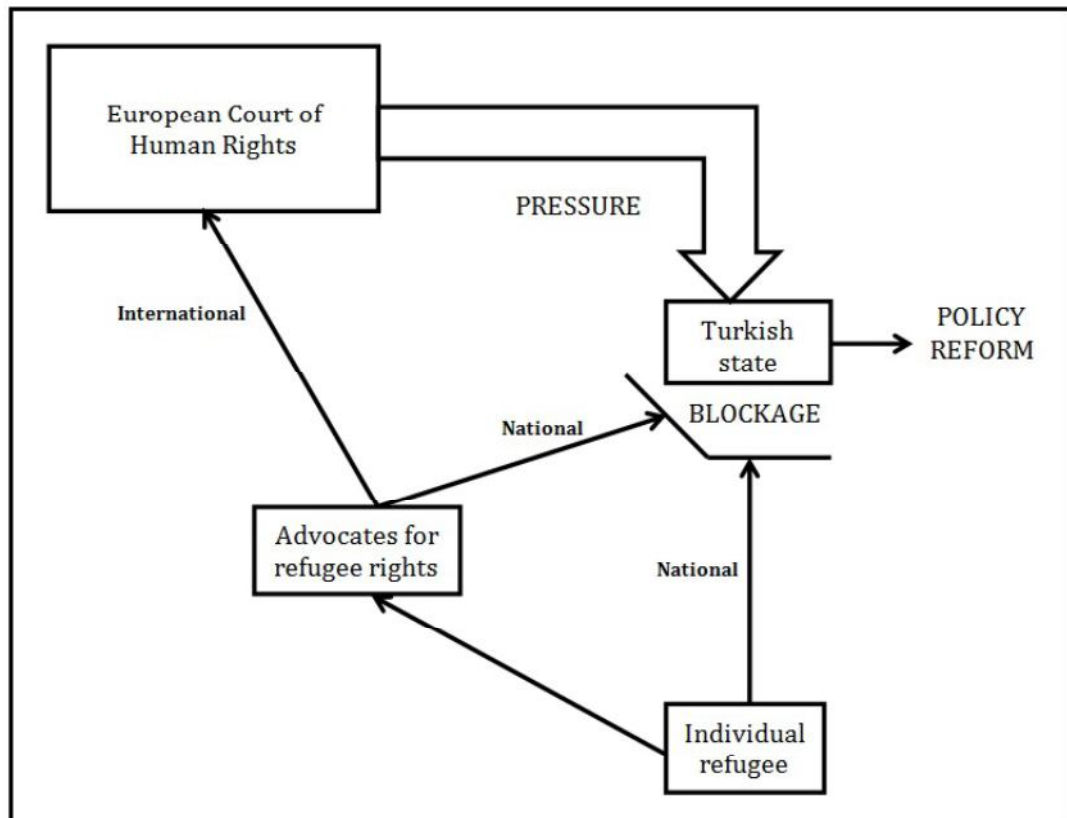 European Court of
Human Rights
PRESSURE
International
Turkish
state
POLICY
REFORM
BLOCKAGE
National
Advocates for
refugee rights
National
Individual
refugee